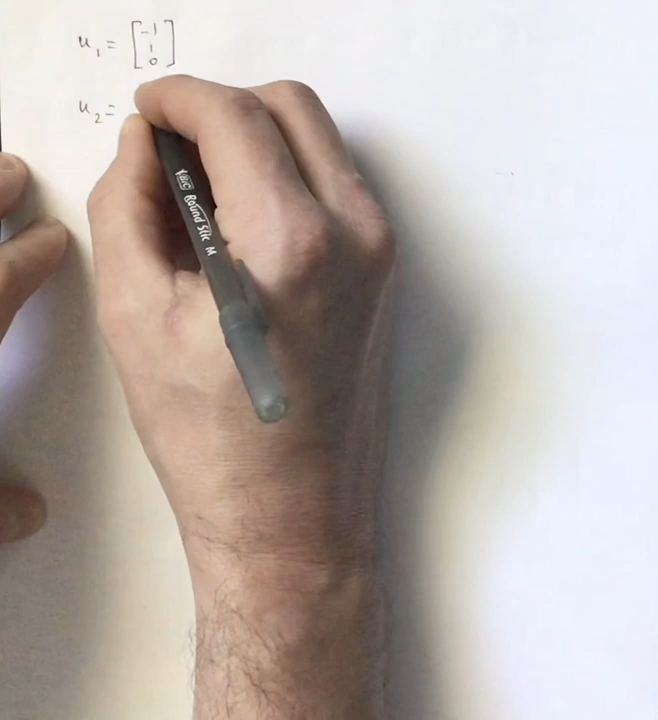 u₁ = [-1
1
0]
u₂ =
BIC Round Stic M